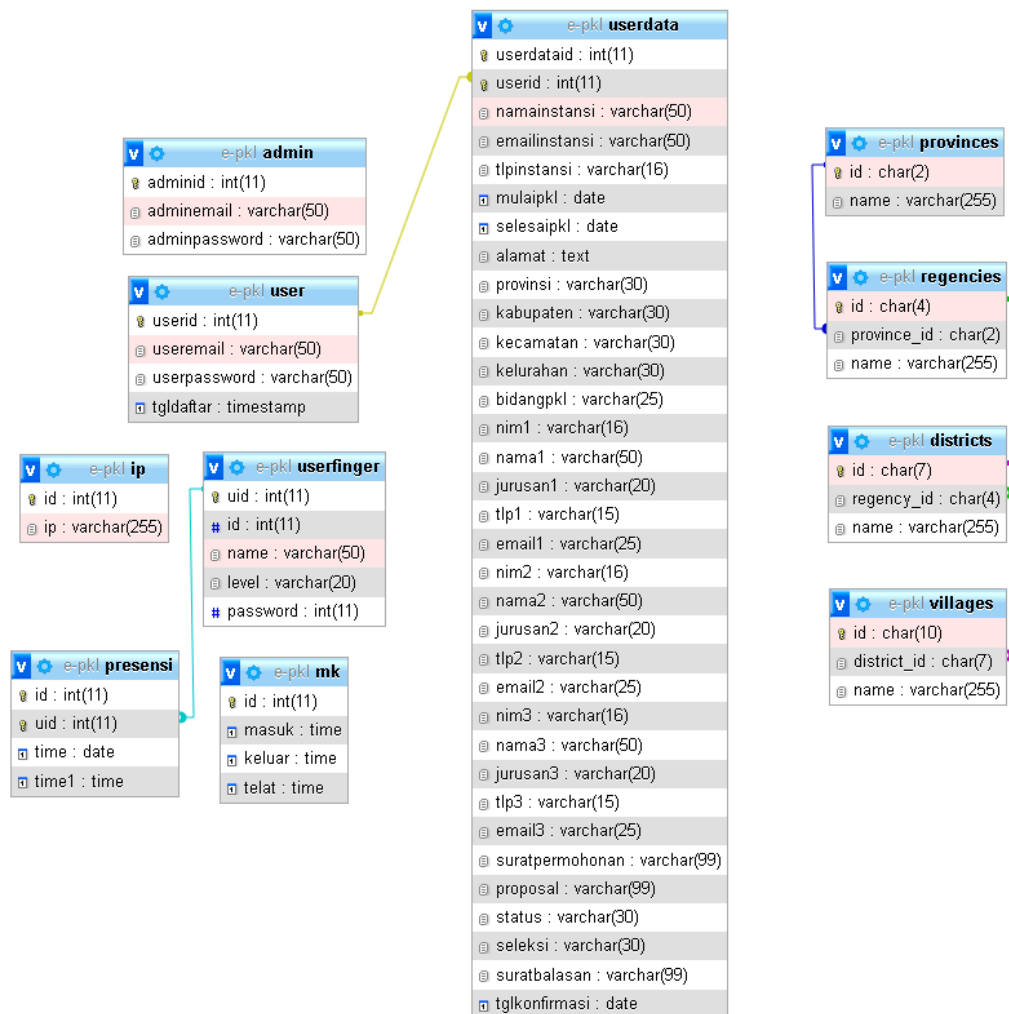 v e-pkl userdata
userdataid : int(11)
userid : int(11)
namainstansi : varchar(50)
emailinstansi : varchar(50)
tlpinstansi : varchar(16)
mulaipkl : date
selesaipkl : date
alamat : text
provinsi : varchar(30)
kabupaten : varchar(30)
kecamatan : varchar(30)
kelurahan : varchar(30)
bidangpkl : varchar(25)
nim1 : varchar(16)
nama1 : varchar(50)
jurusan1 : varchar(20)
tlp1 : varchar(15)
email1 : varchar(25)
nim2 : varchar(16)
nama2 : varchar(50)
jurusan2 : varchar(20)
tlp2 : varchar(15)
email2 : varchar(25)
nim3 : varchar(16)
nama3 : varchar(50)
jurusan3 : varchar(20)
tlp3 : varchar(15)
email3 : varchar(25)
suratpermohonan : varchar(99)
proposal : varchar(99)
status : varchar(30)
seleksi : varchar(30)
suratbalasan : varchar(99)
tglkonfirmasi : date
v e-pkl admin
adminid : int(11)
adminemail : varchar(50)
adminpassword : varchar(50)
v e-pkl user
userid : int(11)
useremail : varchar(50)
userpassword : varchar(50)
tgldaftar : timestamp
v e-pkl ip
id : int(11)
ip : varchar(255)
v e-pkl userfinger
uid : int(11)
# id : int(11)
name : varchar(50)
level : varchar(20)
# password : int(11)
v e-pkl presensi
id : int(11)
uid : int(11)
time : date
time1 : time
v e-pkl mk
id : int(11)
masuk : time
keluar : time
telat : time
v e-pkl provinces
id : char(2)
name : varchar(255)
v e-pkl regencies
id : char(4)
province_id : char(2)
name : varchar(255)
v e-pkl districts
id : char(7)
regency_id : char(4)
name : varchar(255)
v e-pkl villages
id : char(10)
district_id : char(7)
name : varchar(255)